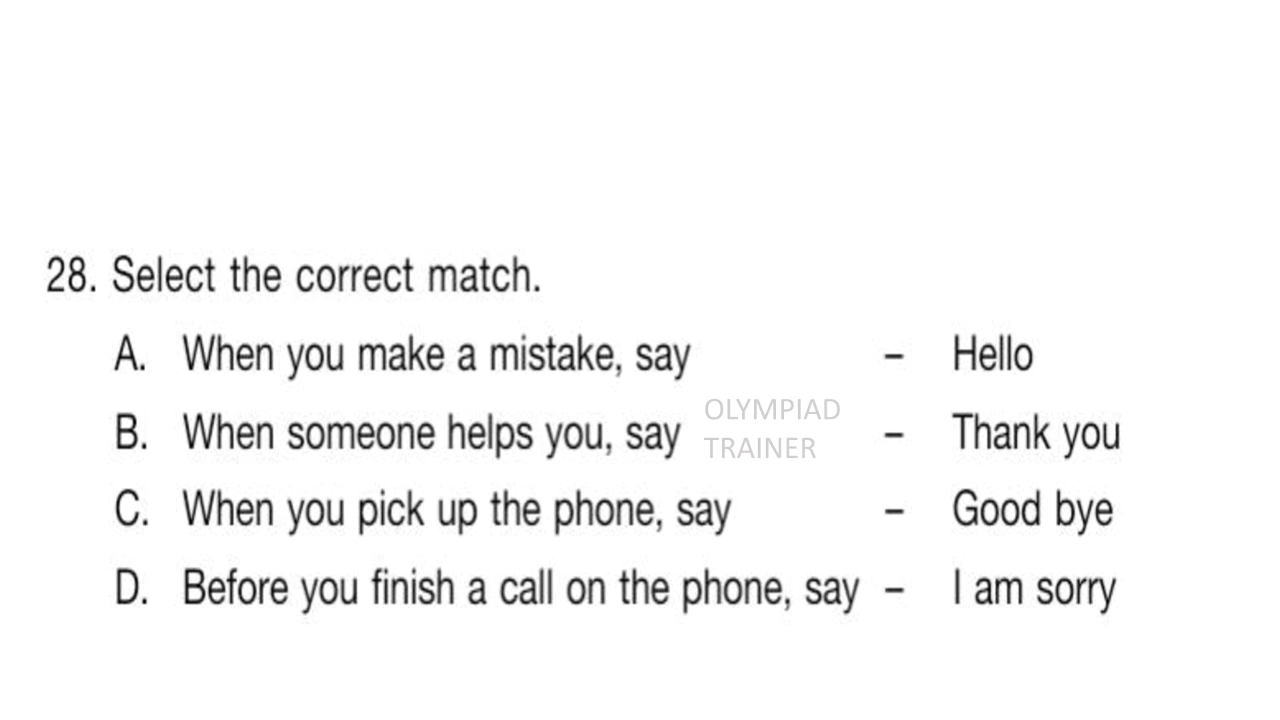 28. Select the correct match.
A. When you make a mistake, say – Hello
B. When someone helps you, say – Thank you
OLYMPIAD
TRAINER
C. When you pick up the phone, say – Good bye
D. Before you finish a call on the phone, say – I am sorry